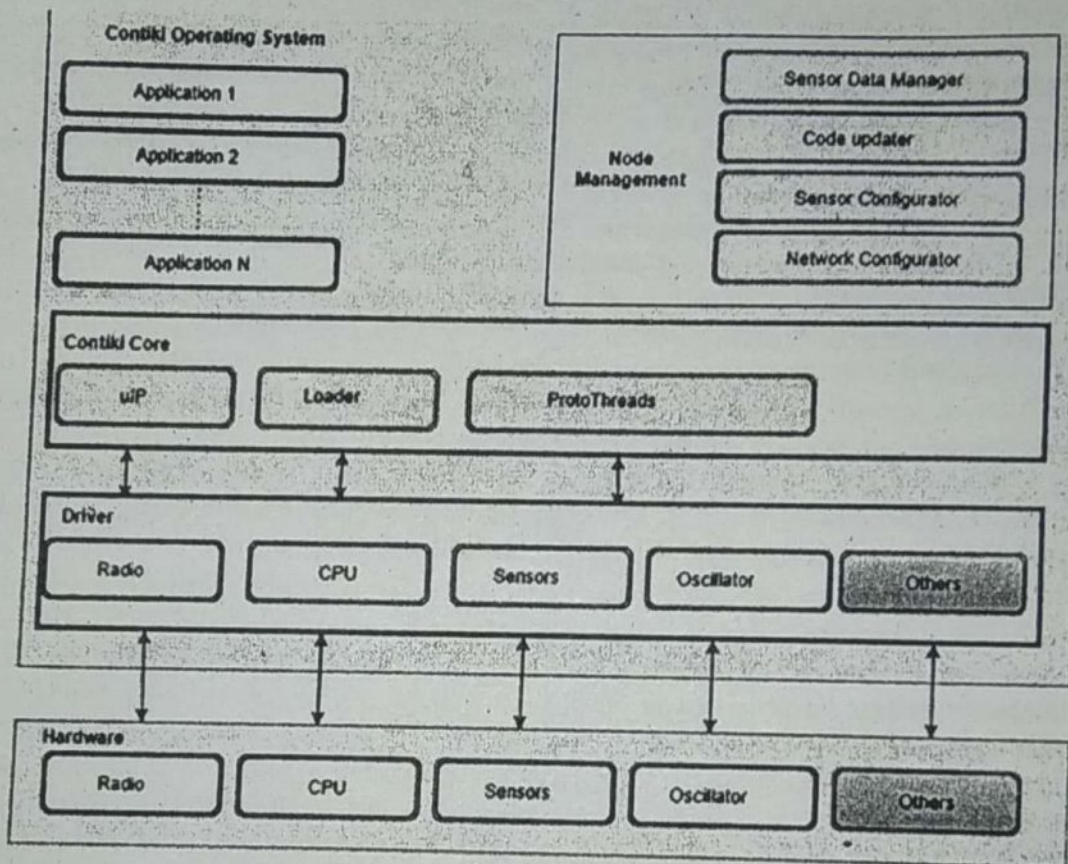 Contiki Operating System
Application 1
Application 2
Application N
Node
Management
Sensor Data Manager
Code updater
Sensor Configurator
Network Configurator
Contiki Core
uIP
Loader
ProtoThreads
Driver
Radio
CPU
Sensors
Oscillator
Others
Hardware
Radio
CPU
Sensors
Oscillator
Others